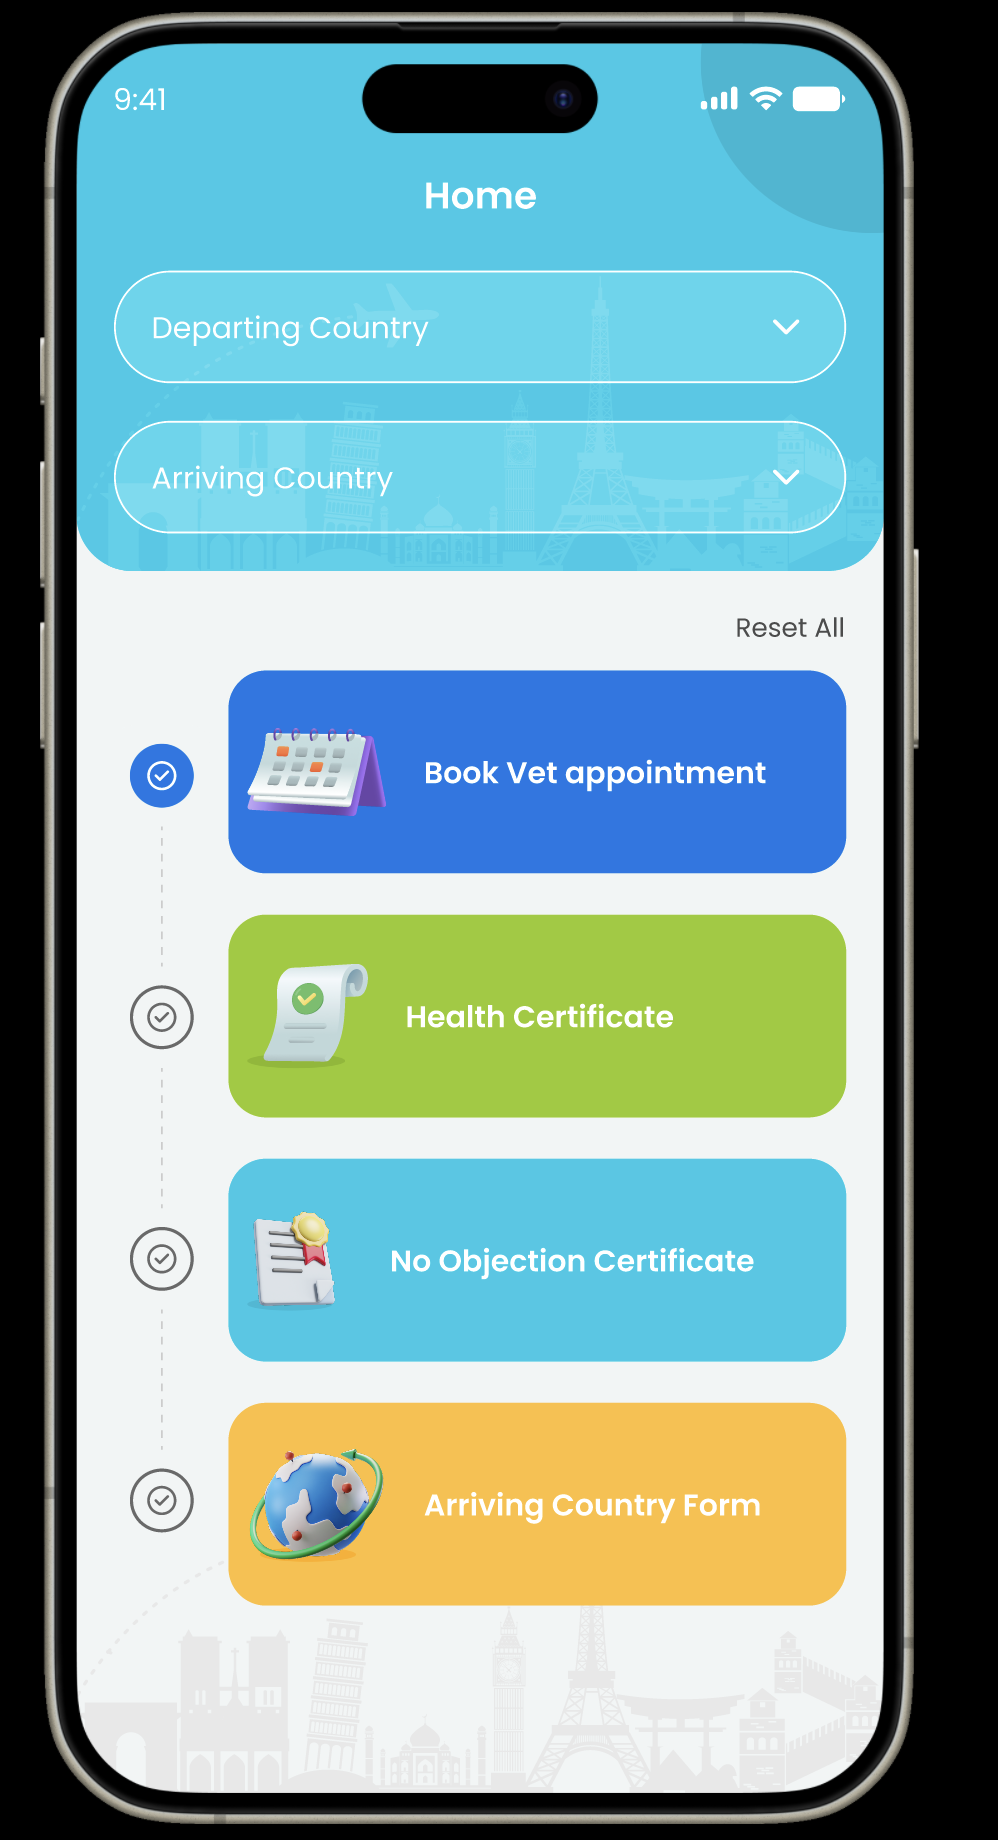 9:41
Home
Departing Country
Arriving Country
Reset All
Book Vet appointment
Health Certificate
No Objection Certificate
Arriving Country Form